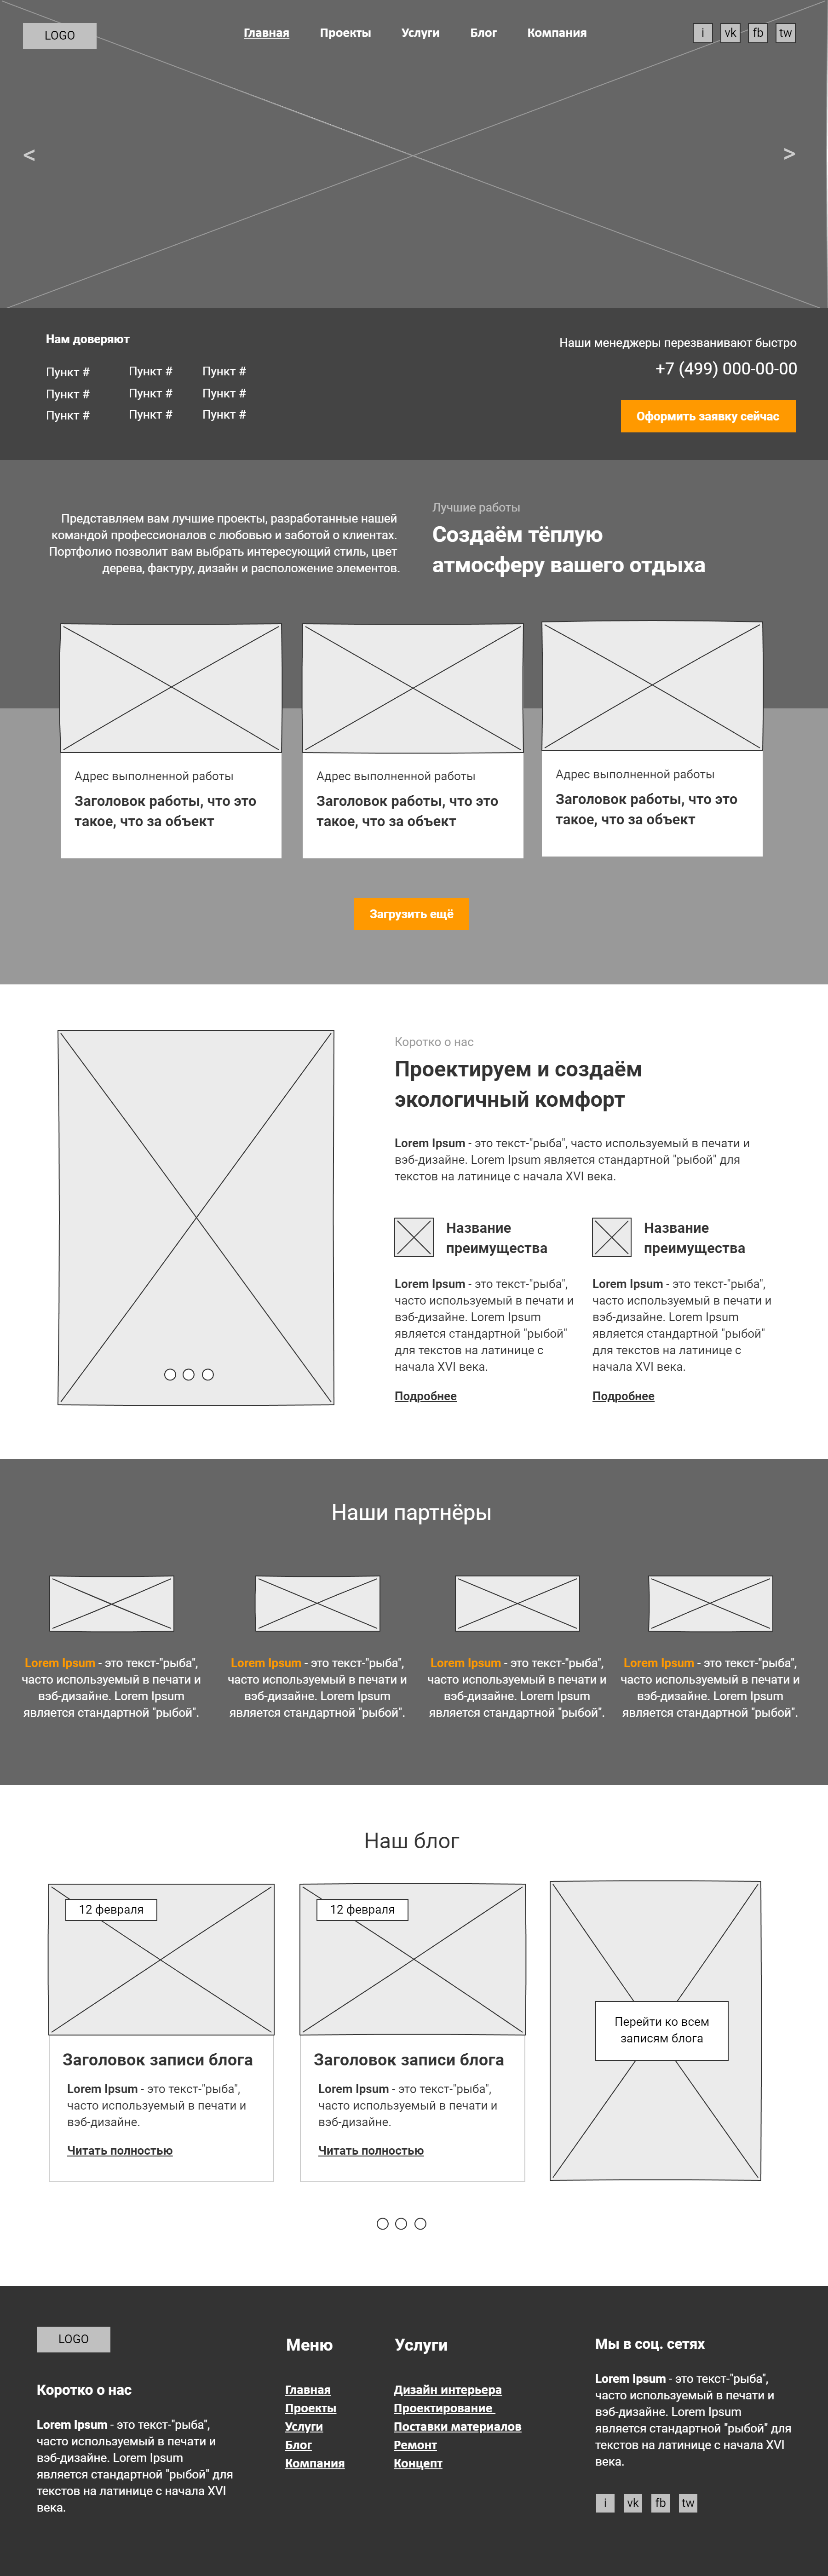 LOGO
Главная Проекты Услуги Блог Компания
i vk fb tw
< >
Нам доверяют
Пункт # Пункт # Пункт #
Пункт # Пункт # Пункт #
Пункт # Пункт # Пункт #
Наши менеджеры перезванивают быстро
+7 (499) 000-00-00
Оформить заявку сейчас
Представляем вам лучшие проекты, разработанные нашей
командой профессионалов с любовью и заботой о клиентах.
Портфолио позволит вам выбрать интересующий стиль, цвет
дерева, фактуру, дизайн и расположение элементов.
Лучшие работы
Создаём тёплую
атмосферу вашего отдыха
Адрес выполненной работы
Заголовок работы, что это
такое, что за объект
Адрес выполненной работы
Заголовок работы, что это
такое, что за объект
Адрес выполненной работы
Заголовок работы, что это
такое, что за объект
Загрузить ещё
Коротко о нас
Проектируем и создаём
экологичный комфорт
Lorem Ipsum - это текст-"рыба", часто используемый в печати и
вэб-дизайне. Lorem Ipsum является стандартной "рыбой" для
текстов на латинице с начала XVI века.
Название
преимущества
Lorem Ipsum - это текст-"рыба",
часто используемый в печати и
вэб-дизайне. Lorem Ipsum
является стандартной "рыбой"
для текстов на латинице с
начала XVI века.
Подробнее
Название
преимущества
Lorem Ipsum - это текст-"рыба",
часто используемый в печати и
вэб-дизайне. Lorem Ipsum
является стандартной "рыбой"
для текстов на латинице с
начала XVI века.
Подробнее
Наши партнёры
Lorem Ipsum - это текст-"рыба",
часто используемый в печати и
вэб-дизайне. Lorem Ipsum
является стандартной "рыбой".
Lorem Ipsum - это текст-"рыба",
часто используемый в печати и
вэб-дизайне. Lorem Ipsum
является стандартной "рыбой".
Lorem Ipsum - это текст-"рыба",
часто используемый в печати и
вэб-дизайне. Lorem Ipsum
является стандартной "рыбой".
Lorem Ipsum - это текст-"рыба",
часто используемый в печати и
вэб-дизайне. Lorem Ipsum
является стандартной "рыбой".
Наш блог
12 февраля
Заголовок записи блога
Lorem Ipsum - это текст-"рыба",
часто используемый в печати и
вэб-дизайне.
Читать полностью
12 февраля
Заголовок записи блога
Lorem Ipsum - это текст-"рыба",
часто используемый в печати и
вэб-дизайне.
Читать полностью
Перейти ко всем
записям блога
LOGO
Коротко о нас
Lorem Ipsum - это текст-"рыба",
часто используемый в печати и
вэб-дизайне. Lorem Ipsum
является стандартной "рыбой" для
текстов на латинице с начала XVI
века.
Меню
Главная
Проекты
Услуги
Блог
Компания
Услуги
Дизайн интерьера
Проектирование
Поставки материалов
Ремонт
Концепт
Мы в соц. сетях
Lorem Ipsum - это текст-"рыба",
часто используемый в печати и
вэб-дизайне. Lorem Ipsum
является стандартной "рыбой" для
текстов на латинице с начала XVI
века.
i vk fb tw